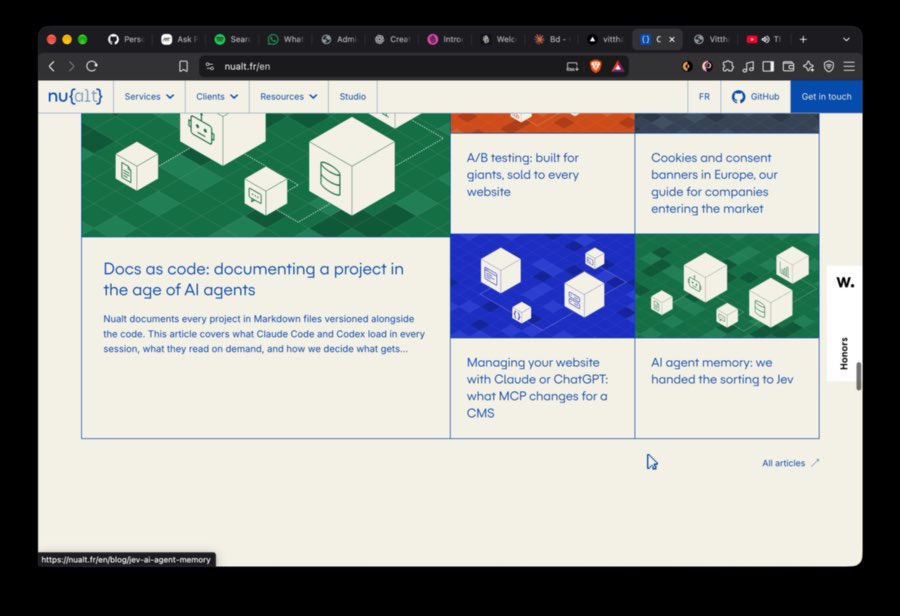 Pers
Ask P
Sear
What
Admi
Crea
Intro
Welc
Bd -
vittha
C
Vitth
nualt.fr/en
nu{alt}
Services
Clients
Resources
Studio
FR
GitHub
Get in touch
A/B testing: built for
giants, sold to every
website
Cookies and consent
banners in Europe, our
guide for companies
entering the market
Docs as code: documenting a project in
the age of AI agents
Nualt documents every project in Markdown files versioned alongside
the code. This article covers what Claude Code and Codex load in every
session, what they read on demand, and how we decide what gets...
Managing your website
with Claude or ChatGPT:
what MCP changes for a
CMS
AI agent memory: we
handed the sorting to Jev
W.
Honors
All articles
https://nualt.fr/en/blog/jev-ai-agent-memory